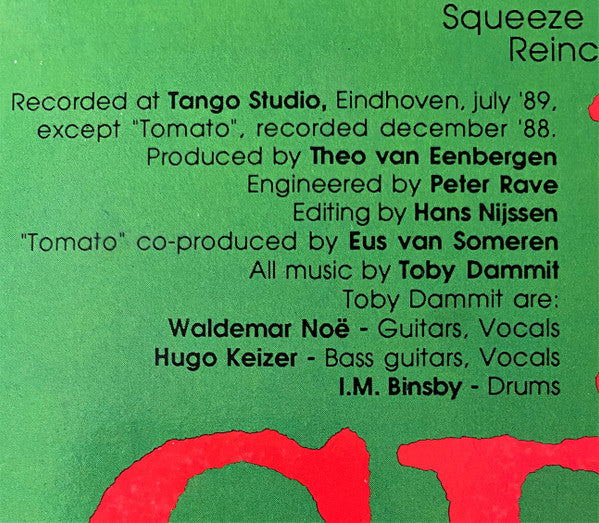 Squeeze
Recorded at Tango Studio, Eindhoven, july '89,
except "Tomato", recorded december '88.
Produced by Theo van Eenbergen
Engineered by Peter Rave
Editing by Hans Nijssen
"Tomato" co-produced by Eus van Someren
All music by Toby Dammit
Toby Dammit are:
Waldemar Noë - Guitars, Vocals
Hugo Keizer - Bass guitars, Vocals
I.M. Binsby - Drums